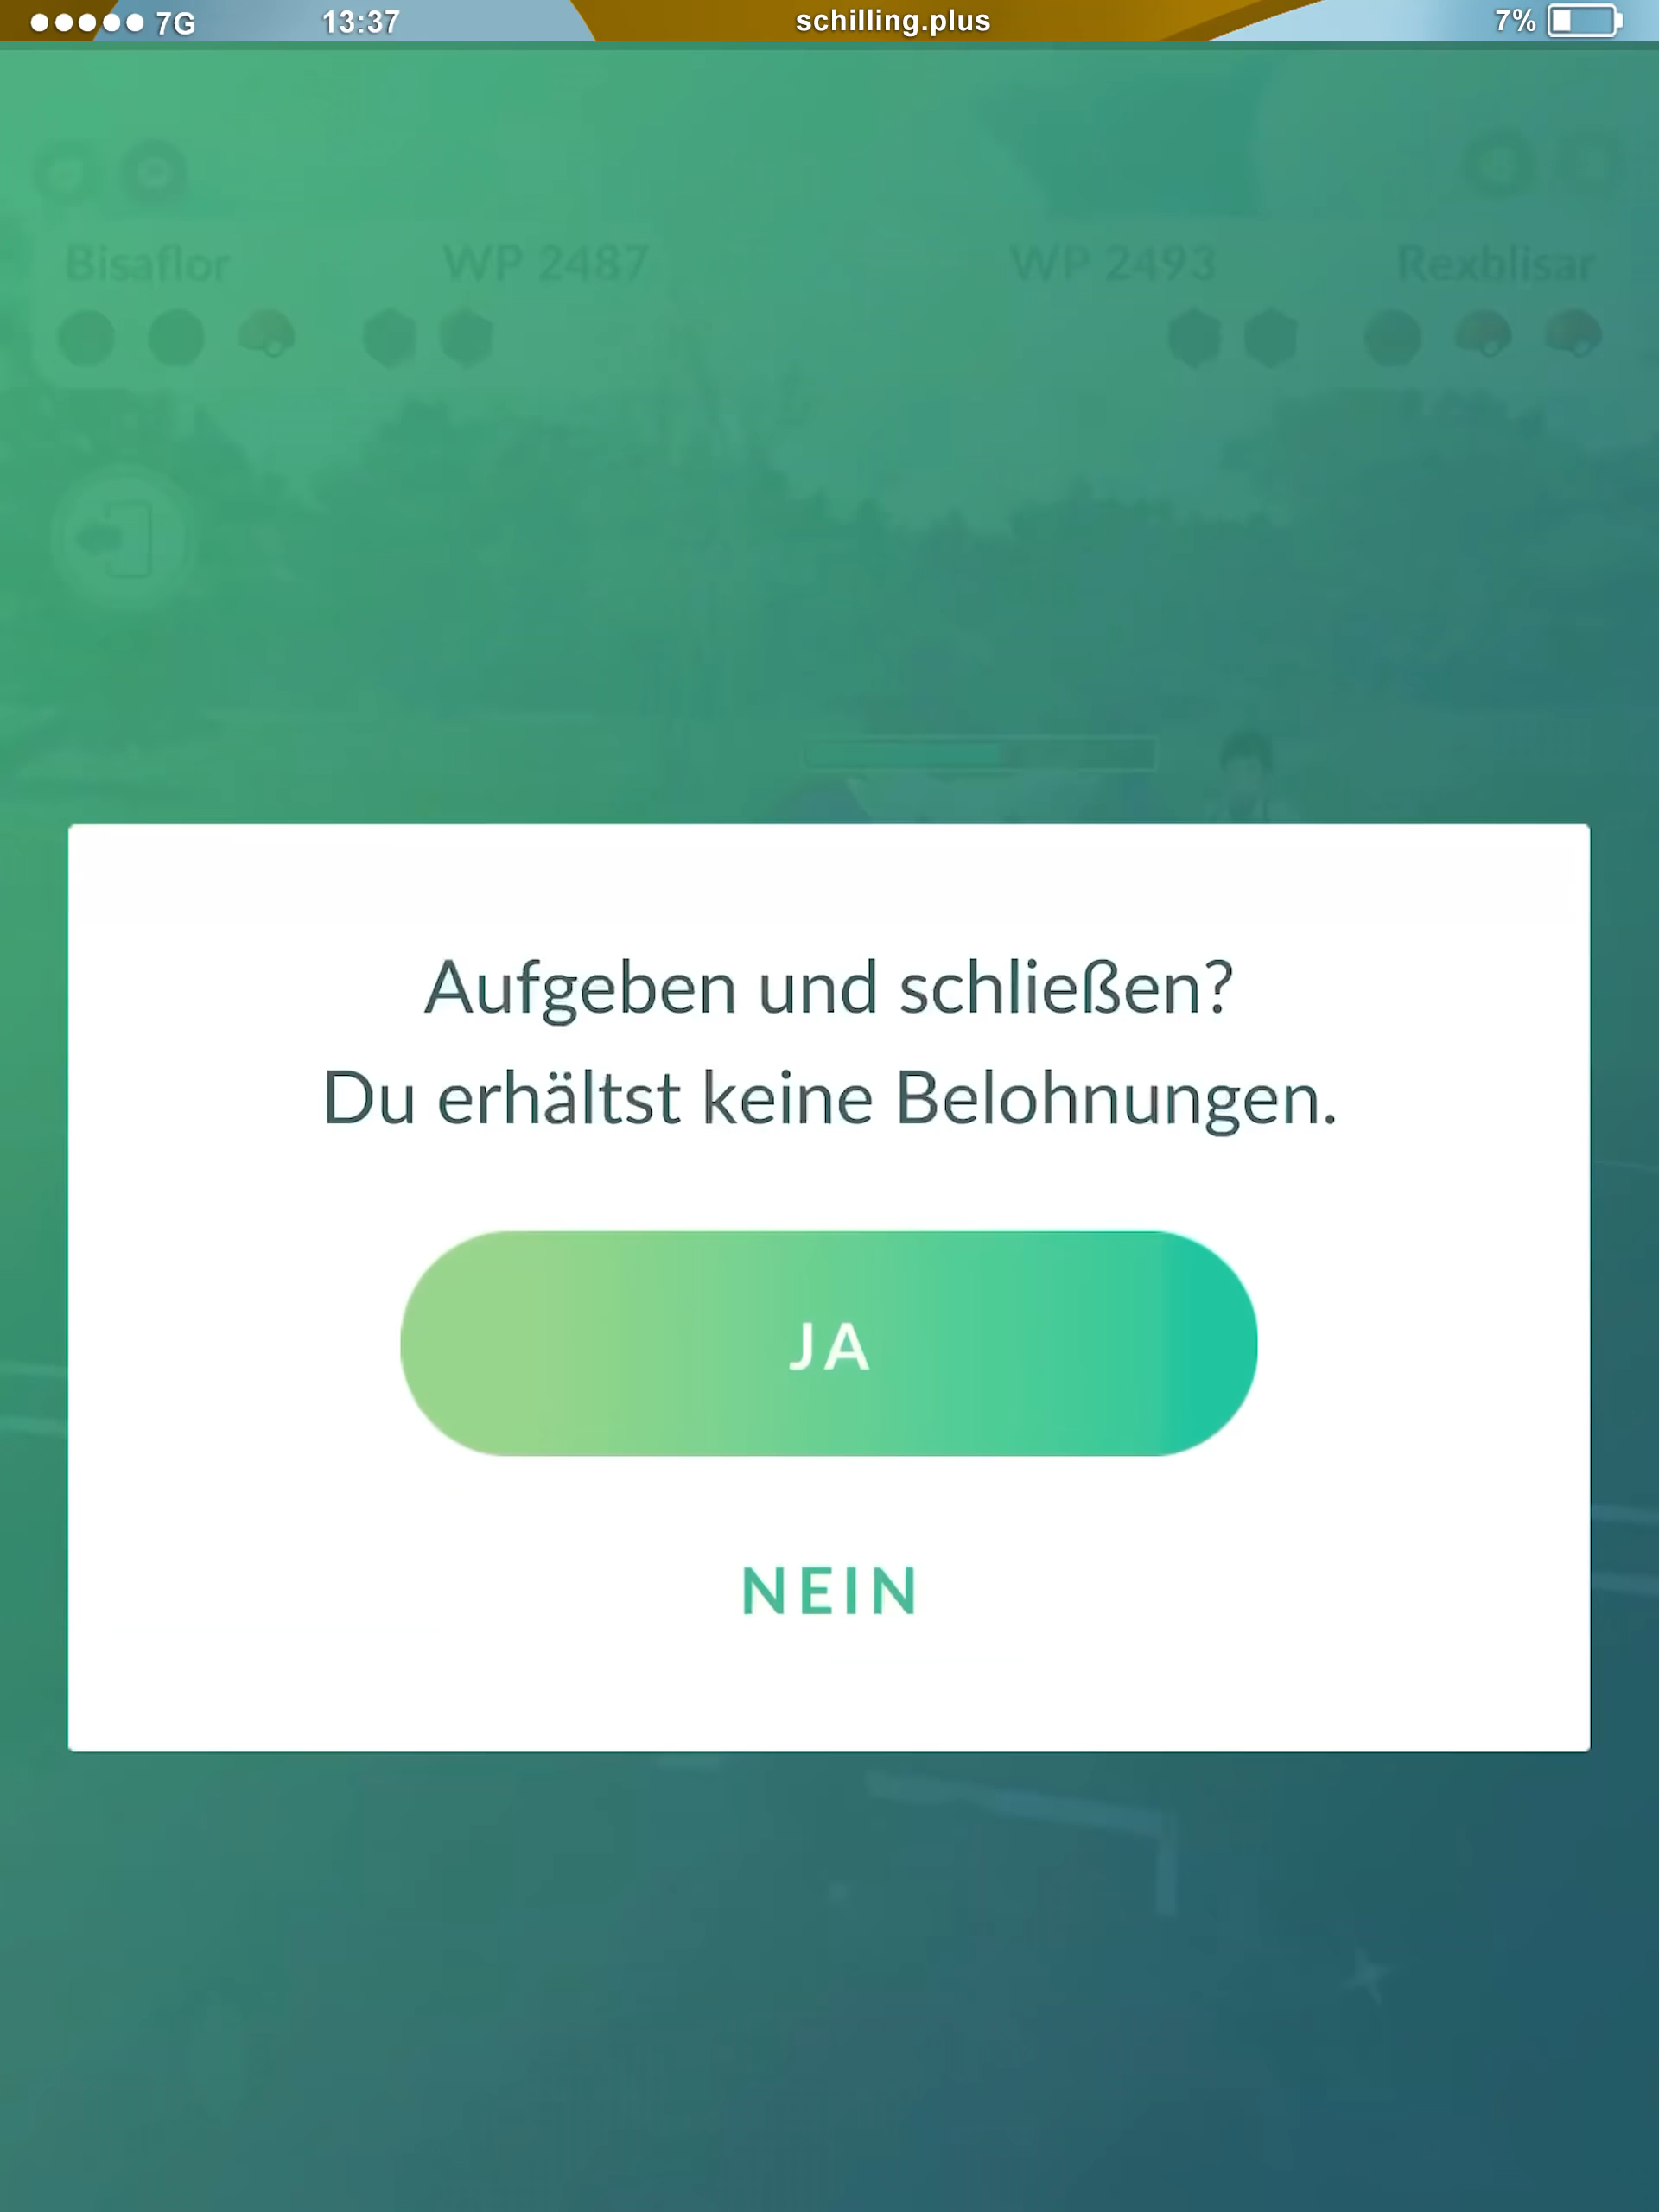 7G 13:37 schilling.plus 7%
Bisaflor WP 2487 WP 2493 Rexblisar
Aufgeben und schließen?
Du erhältst keine Belohnungen.
JA
NEIN